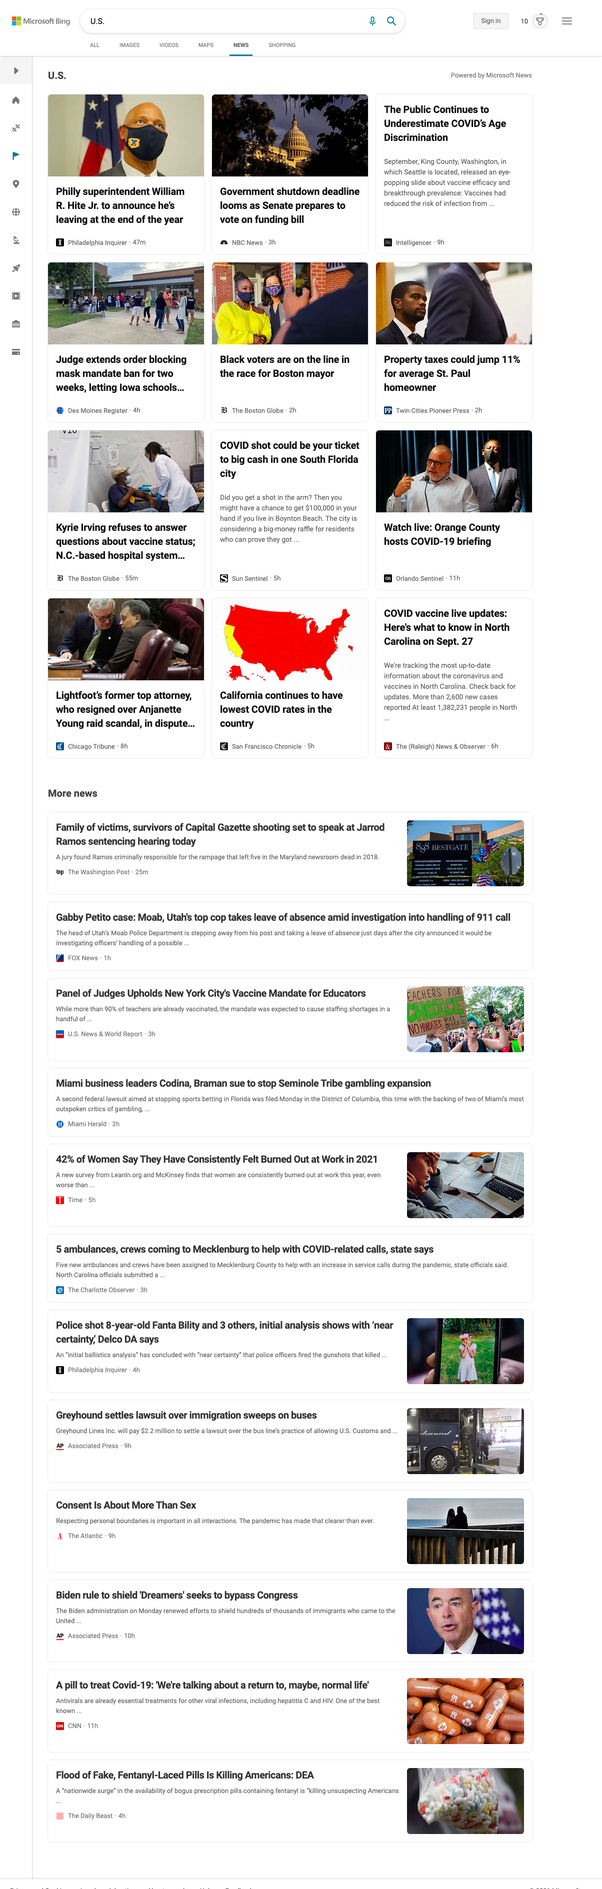 Microsoft Bing
U.S.
Sign in
10
ALL
IMAGES
VIDEOS
MAPS
NEWS
SHOPPING
U.S.
Powered by Microsoft News
Philly superintendent William
R. Hite Jr. to announce he's
leaving at the end of the year
Philadelphia Inquirer · 47m
Government shutdown deadline
looms as Senate prepares to
vote on funding bill
NBC News · 3h
The Public Continues to
Underestimate COVID's Age
Discrimination
September, King County, Washington, in
which Seattle is located, released an eye-
popping slide about vaccine efficacy and
breakthrough prevalence: Vaccines had
reduced the risk of infection from ...
Intelligencer · 9h
Judge extends order blocking
mask mandate ban for two
weeks, letting Iowa schools...
Des Moines Register · 4h
Black voters are on the line in
the race for Boston mayor
The Boston Globe · 2h
Property taxes could jump 11%
for average St. Paul
homeowner
Twin Cities Pioneer Press · 2h
Kyrie Irving refuses to answer
questions about vaccine status;
N.C.-based hospital system...
The Boston Globe · 55m
COVID shot could be your ticket
to big cash in one South Florida
city
Did you get a shot in the arm? Then you
might have a chance to get $100,000 in your
hand if you live in Boynton Beach. The city is
considering a big-money raffle for residents
who can prove they got ...
Sun Sentinel · 5h
Watch live: Orange County
hosts COVID-19 briefing
Orlando Sentinel · 11h
Lightfoot's former top attorney,
who resigned over Anjanette
Young raid scandal, in dispute...
Chicago Tribune · 8h
California continues to have
lowest COVID rates in the
country
San Francisco Chronicle · 5h
COVID vaccine live updates:
Here's what to know in North
Carolina on Sept. 27
We're tracking the most up-to-date
information about the coronavirus and
vaccines in North Carolina. Check back for
updates. More than 2,600 new cases
reported At least 1,382,231 people in North
...
The (Raleigh) News & Observer · 6h
More news
Family of victims, survivors of Capital Gazette shooting set to speak at Jarrod
Ramos sentencing hearing today
A jury found Ramos criminally responsible for the rampage that left five in the Maryland newsroom dead in 2018.
The Washington Post · 25m
888 BESTGATE
Gabby Petito case: Moab, Utah's top cop takes leave of absence amid investigation into handling of 911 call
The head of Utah's Moab Police Department is stepping away from his post and taking a leave of absence just days after the city announced it would be
investigating officers' handling of a possible ...
FOX News · 1h
Panel of Judges Upholds New York City's Vaccine Mandate for Educators
While more than 90% of teachers are already vaccinated, the mandate was expected to cause staffing shortages in a
handful of ...
U.S. News & World Report · 3h
EACHERS FOR
CHOICE
NO MANDATES
Miami business leaders Codina, Braman sue to stop Seminole Tribe gambling expansion
A second federal lawsuit aimed at stopping sports betting in Florida was filed Monday in the District of Columbia, this time with the backing of two of Miami's most
outspoken critics of gambling, ...
Miami Herald · 2h
42% of Women Say They Have Consistently Felt Burned Out at Work in 2021
A new survey from LeanIn.org and McKinsey finds that women are consistently burned out at work this year, even
worse than ...
Time · 5h
5 ambulances, crews coming to Mecklenburg to help with COVID-related calls, state says
Five new ambulances and crews have been assigned to Mecklenburg County to help with an increase in service calls during the pandemic, state officials said.
North Carolina officials submitted a ...
The Charlotte Observer · 3h
Police shot 8-year-old Fanta Bility and 3 others, initial analysis shows with 'near
certainty,' Delco DA says
An "initial ballistics analysis" has concluded with "near certainty" that police officers fired the gunshots that killed ...
Philadelphia Inquirer · 4h
Greyhound settles lawsuit over immigration sweeps on buses
Greyhound Lines Inc. will pay $2.2 million to settle a lawsuit over the bus line's practice of allowing U.S. Customs and ...
Associated Press · 9h
Consent Is About More Than Sex
Respecting personal boundaries is important in all interactions. The pandemic has made that clearer than ever.
The Atlantic · 9h
Biden rule to shield 'Dreamers' seeks to bypass Congress
The Biden administration on Monday renewed efforts to shield hundreds of thousands of immigrants who came to the
United ...
Associated Press · 10h
A pill to treat Covid-19: 'We're talking about a return to, maybe, normal life'
Antivirals are already essential treatments for other viral infections, including hepatitis C and HIV. One of the best
known ...
CNN · 11h
Flood of Fake, Fentanyl-Laced Pills Is Killing Americans: DEA
A "nationwide surge" in the availability of bogus prescription pills containing fentanyl is "killing unsuspecting Americans
...
The Daily Beast · 4h